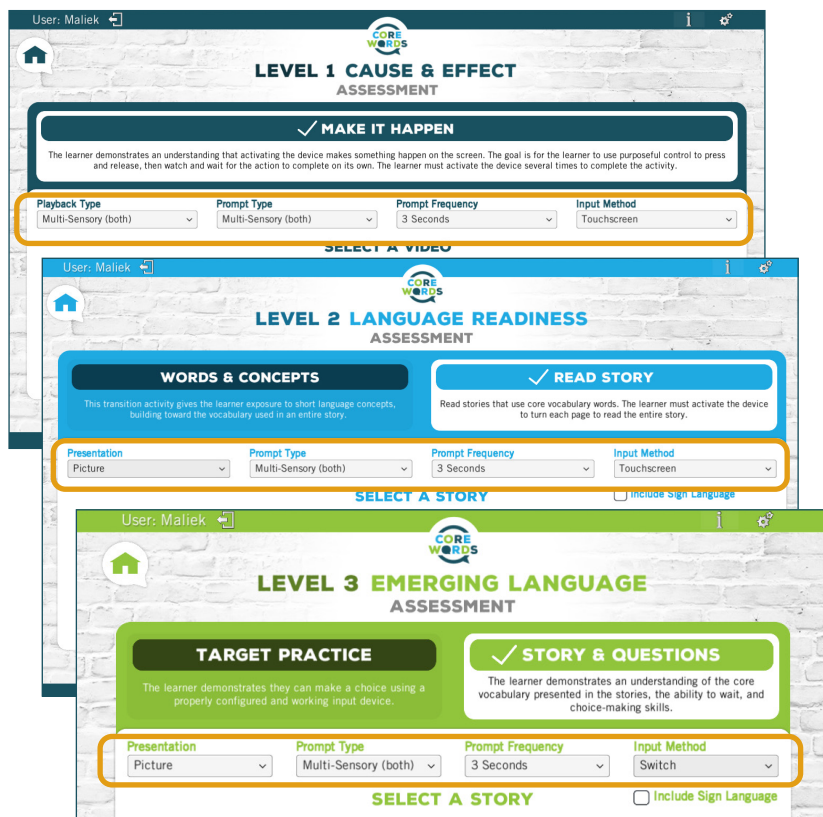 User: Maliek
CORE
WORDS
LEVEL 1 CAUSE & EFFECT
ASSESSMENT
MAKE IT HAPPEN
The learner demonstrates an understanding that activating the device makes something happen on the screen. The goal is for the learner to use purposeful control to press
and release, then watch and wait for the action to complete on its own. The learner must activate the device several times to complete the activity.
Playback Type Prompt Type Prompt Frequency Input Method
Multi-Sensory (both) Multi-Sensory (both) 3 Seconds Touchscreen
SELECT A VIDEO
User: Maliek
CORE
WORDS
LEVEL 2 LANGUAGE READINESS
ASSESSMENT
WORDS & CONCEPTS
This transition activity gives the learner exposure to short language concepts,
building toward the vocabulary used in an entire story.
READ STORY
Read stories that use core vocabulary words. The learner must activate the device
to turn each page to read the entire story.
Presentation Prompt Type Prompt Frequency Input Method
Picture Multi-Sensory (both) 3 Seconds Touchscreen
SELECT A STORY Include Sign Language
User: Maliek
CORE
WORDS
LEVEL 3 EMERGING LANGUAGE
ASSESSMENT
TARGET PRACTICE
The learner demonstrates they can make a choice using a
properly configured and working input device.
STORY & QUESTIONS
The learner demonstrates an understanding of the core
vocabulary presented in the stories, the ability to wait, and
choice-making skills.
Presentation Prompt Type Prompt Frequency Input Method
Picture Multi-Sensory (both) 3 Seconds Switch
SELECT A STORY Include Sign Language